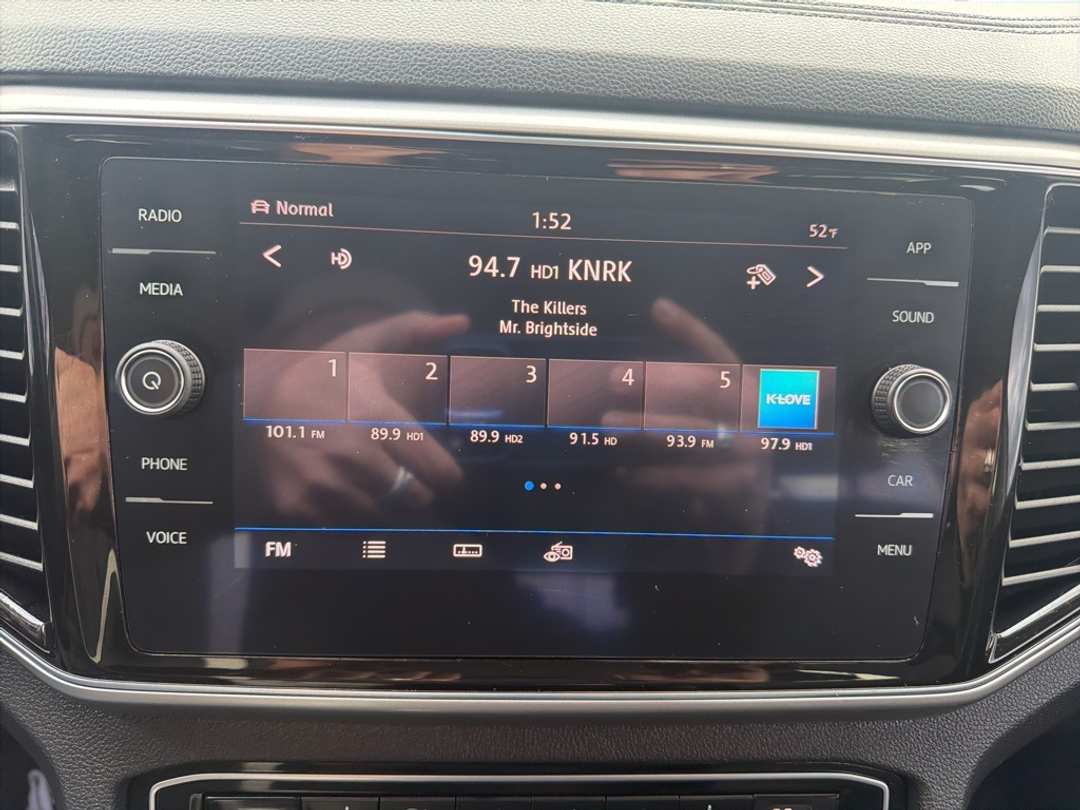 RADIO
MEDIA
PHONE
VOICE
Normal
1:52
52°F
HD
94.7 HD1 KNRK
The Killers
Mr. Brightside
1
2
3
4
5
K-LOVE
101.1 FM
89.9 HD1
89.9 HD2
91.5 HD
93.9 FM
97.9 HD1
FM
APP
SOUND
CAR
MENU